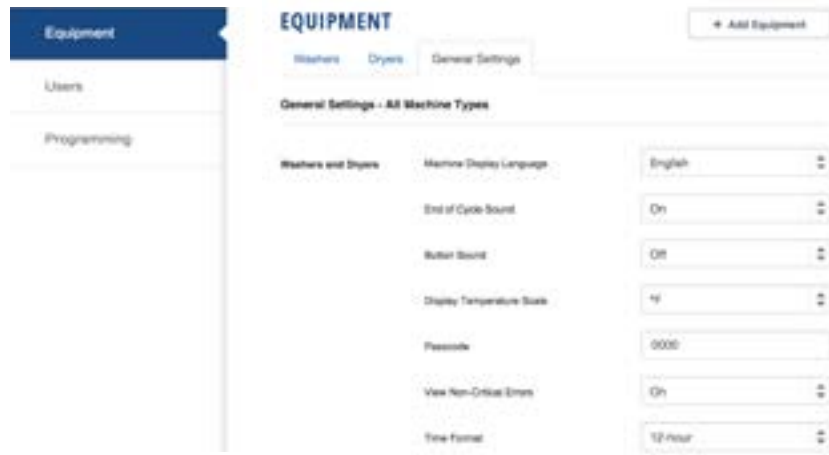 Equipment
Users
Programming
EQUIPMENT
+ Add Equipment
Washers Dryers General Settings
General Settings - All Machine Types
Washers and Dryers
Machine Display Language English
End of Cycle Sound On
Button Sound Off
Display Temperature Scale °F
Passcode 0000
View Non-Critical Errors On
Time Format 12-hour